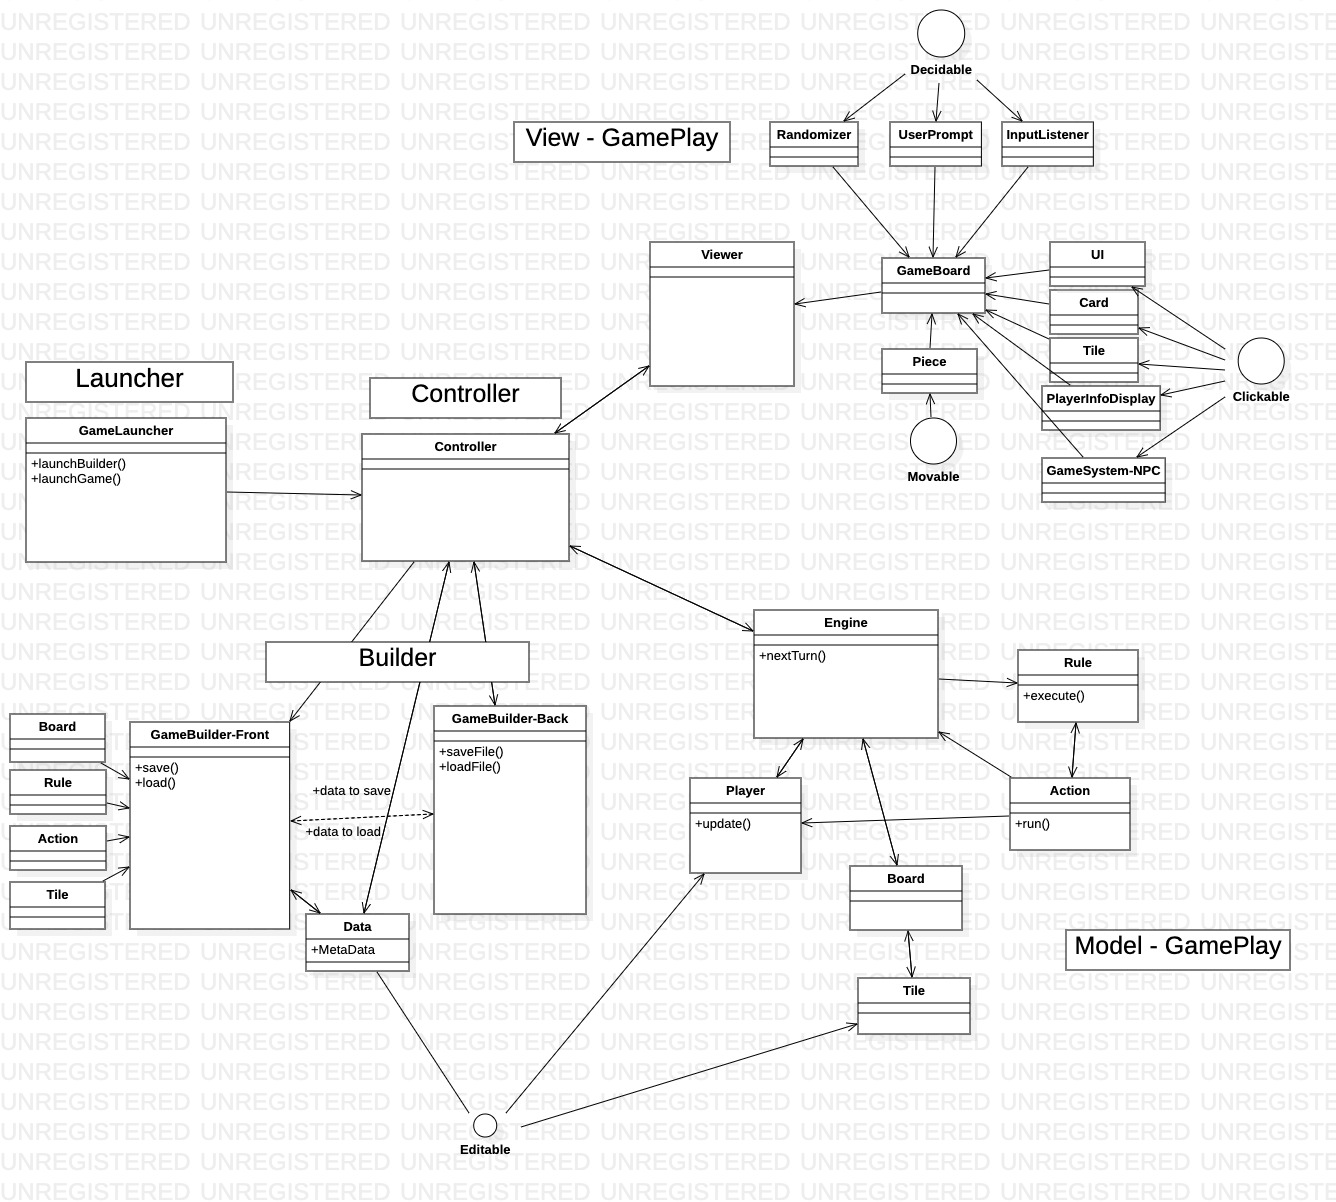 UNREGISTERED UNREGISTERED UNREGISTERED UNREGISTERED UNREGISTERED UNREGISTERED
Decidable
View - GamePlay
Randomizer
UserPrompt
InputListener
Viewer
GameBoard
UI
Card
Tile
PlayerInfoDisplay
GameSystem-NPC
Clickable
Piece
Movable
Launcher
GameLauncher
+launchBuilder()
+launchGame()
Controller
Controller
Builder
Board
Rule
Action
Tile
GameBuilder-Front
+save()
+load()
+data to save
+data to load
GameBuilder-Back
+saveFile()
+loadFile()
Data
+MetaData
Engine
+nextTurn()
Rule
+execute()
Player
+update()
Action
+run()
Board
Tile
Model - GamePlay
Editable